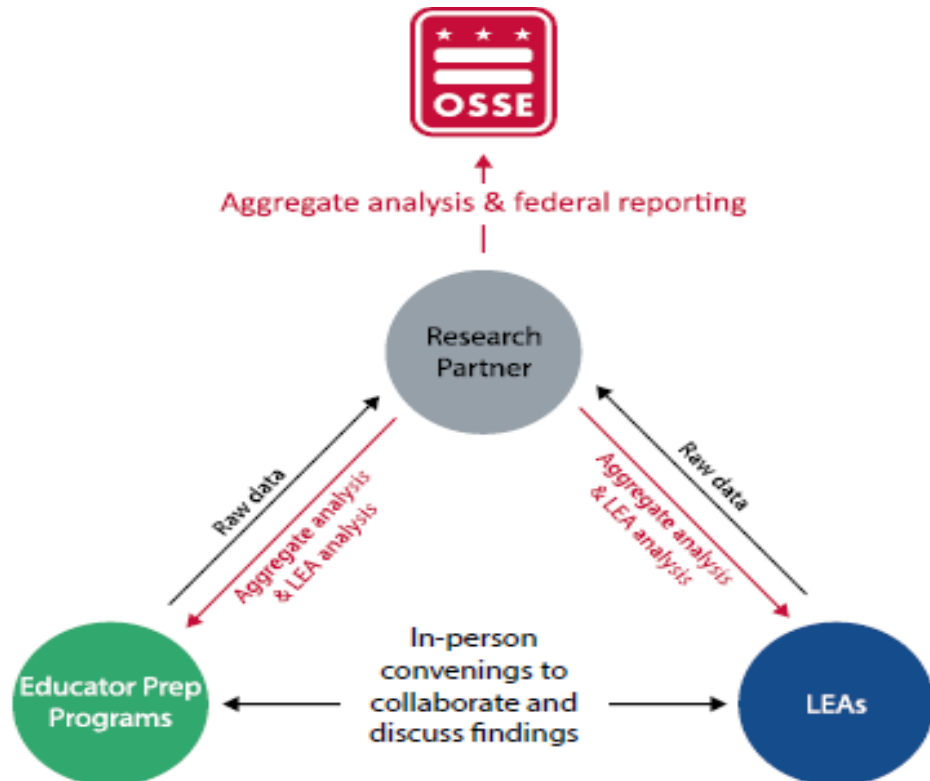 OSSE
Aggregate analysis & federal reporting
Research
Partner
Raw data
Aggregate analysis
& LEA analysis
Raw data
Aggregate analysis
& LEA analysis
Educator Prep
Programs
In-person
convenings to
collaborate and
discuss findings
LEAs